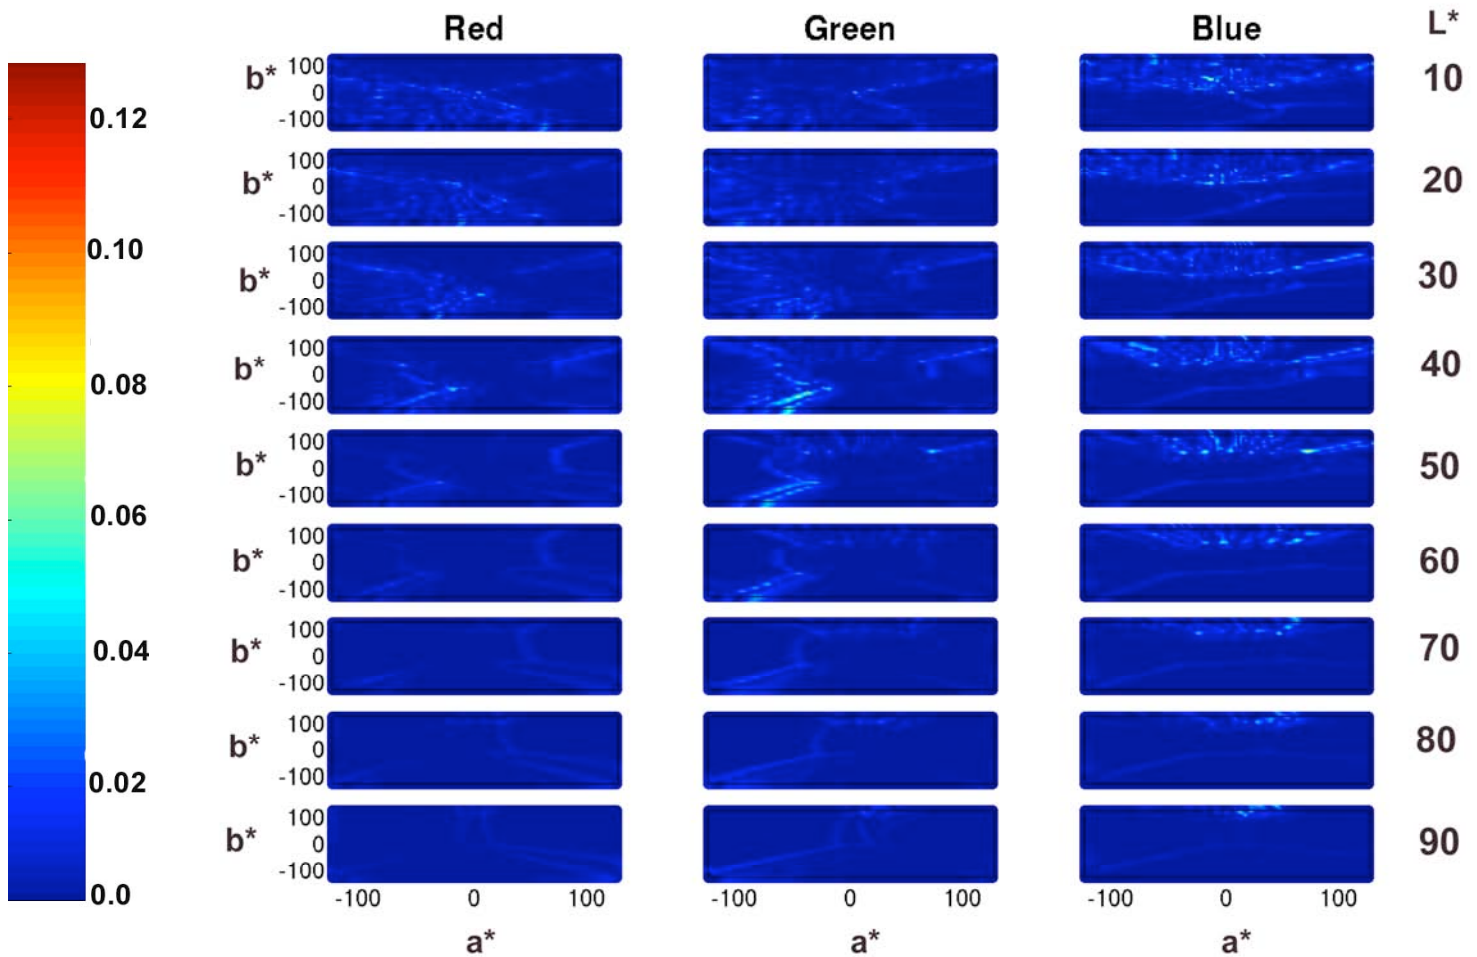 Red Green Blue L*
b* 100 0 -100 10
b* 100 0 -100 20
b* 100 0 -100 30
b* 100 0 -100 40
b* 100 0 -100 50
b* 100 0 -100 60
b* 100 0 -100 70
b* 100 0 -100 80
b* 100 0 -100 90
-100 0 100 -100 0 100 -100 0 100
a* a* a*
0.12
0.10
0.08
0.06
0.04
0.02
0.0